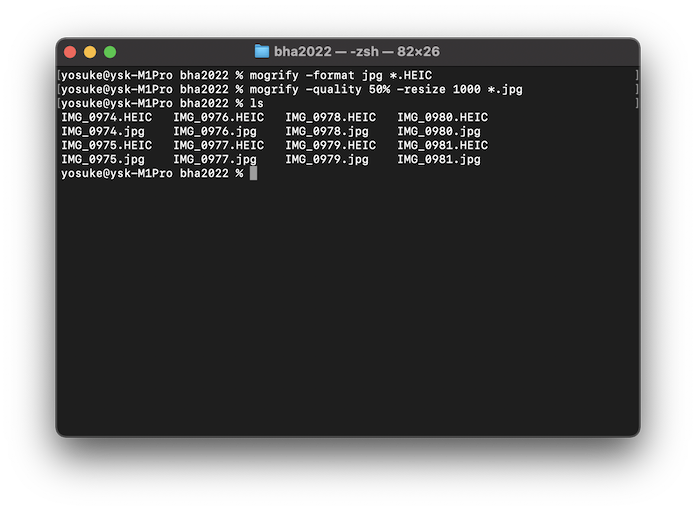 bha2022 — -zsh — 82×26
[yosuke@ysk-M1Pro bha2022 % mogrify -format jpg *.HEIC ]
[yosuke@ysk-M1Pro bha2022 % mogrify -quality 50% -resize 1000 *.jpg ]
[yosuke@ysk-M1Pro bha2022 % ls ]
IMG_0974.HEIC IMG_0976.HEIC IMG_0978.HEIC IMG_0980.HEIC
IMG_0974.jpg IMG_0976.jpg IMG_0978.jpg IMG_0980.jpg
IMG_0975.HEIC IMG_0977.HEIC IMG_0979.HEIC IMG_0981.HEIC
IMG_0975.jpg IMG_0977.jpg IMG_0979.jpg IMG_0981.jpg
yosuke@ysk-M1Pro bha2022 %